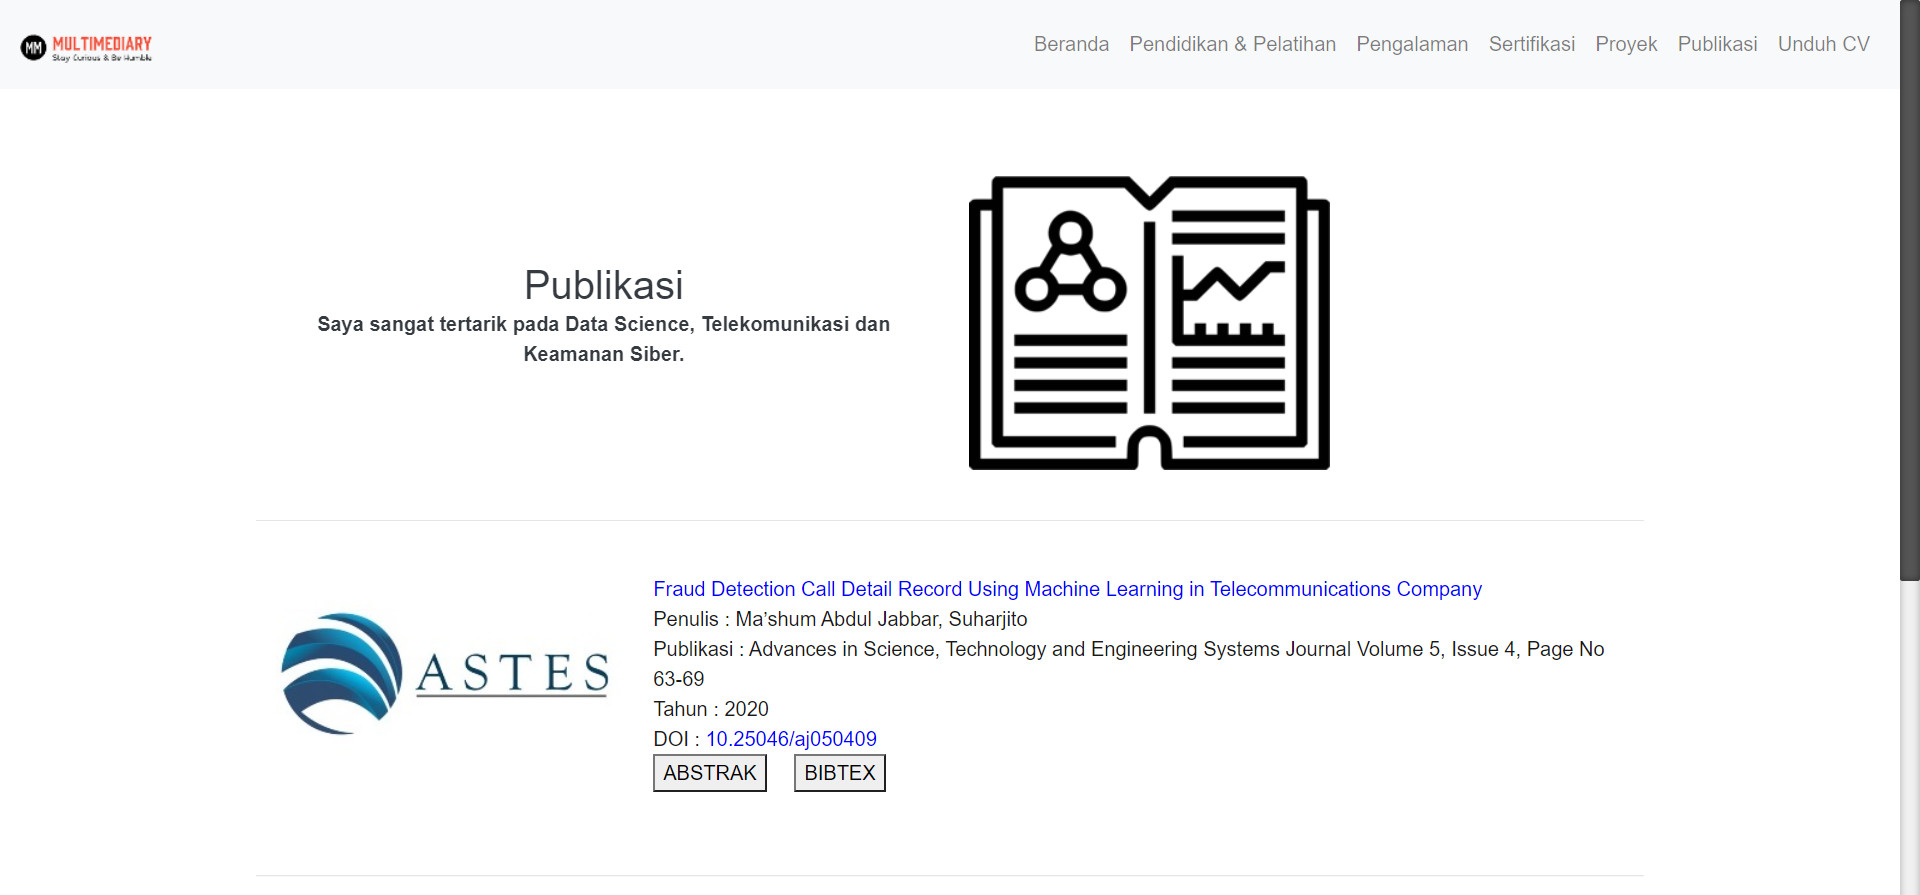 MM MULTIMEDIARY
Stay Curious & Be Humble
Beranda Pendidikan & Pelatihan Pengalaman Sertifikasi Proyek Publikasi Unduh CV
Publikasi
Saya sangat tertarik pada Data Science, Telekomunikasi dan
Keamanan Siber.
ASTES
Fraud Detection Call Detail Record Using Machine Learning in Telecommunications Company
Penulis : Ma’shum Abdul Jabbar, Suharjito
Publikasi : Advances in Science, Technology and Engineering Systems Journal Volume 5, Issue 4, Page No
63-69
Tahun : 2020
DOI : 10.25046/aj050409
ABSTRAK BIBTEX